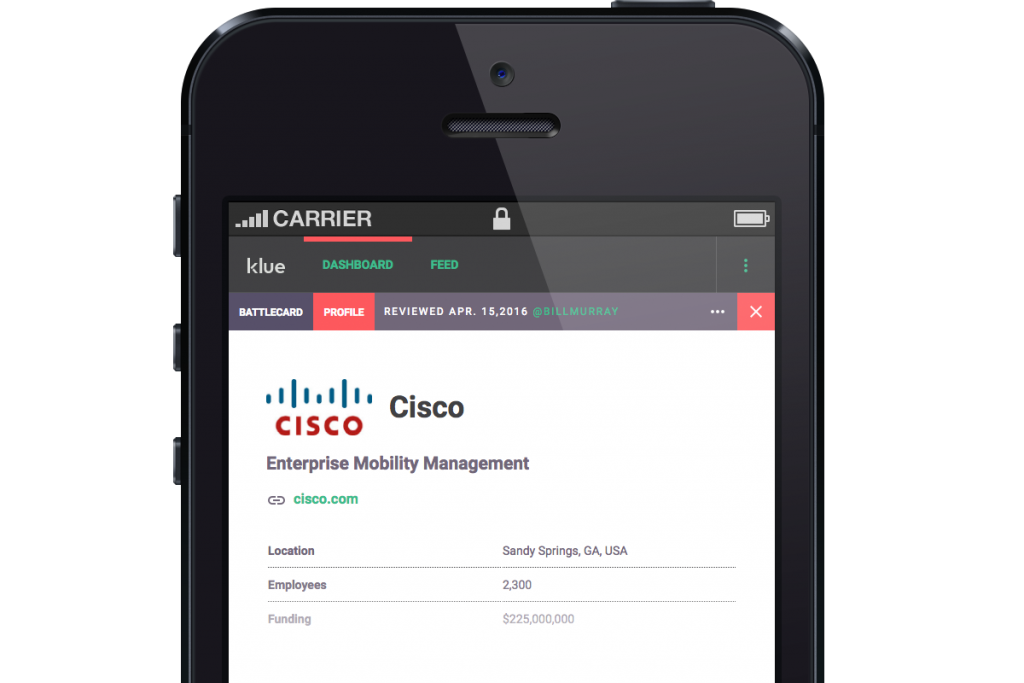 CARRIER
klue DASHBOARD FEED
BATTLECARD PROFILE REVIEWED APR. 15,2016 @BILLMURRAY
CISCO Cisco
Enterprise Mobility Management
cisco.com
Location Sandy Springs, GA, USA
Employees 2,300
Funding $225,000,000